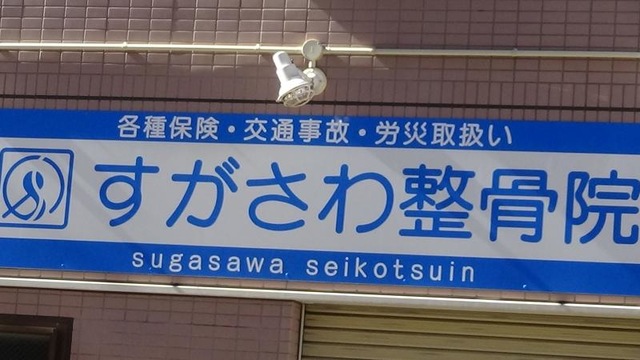 各種保険・交通事故・労災取扱い
すがさわ整骨院
sugasawa seikotsuin